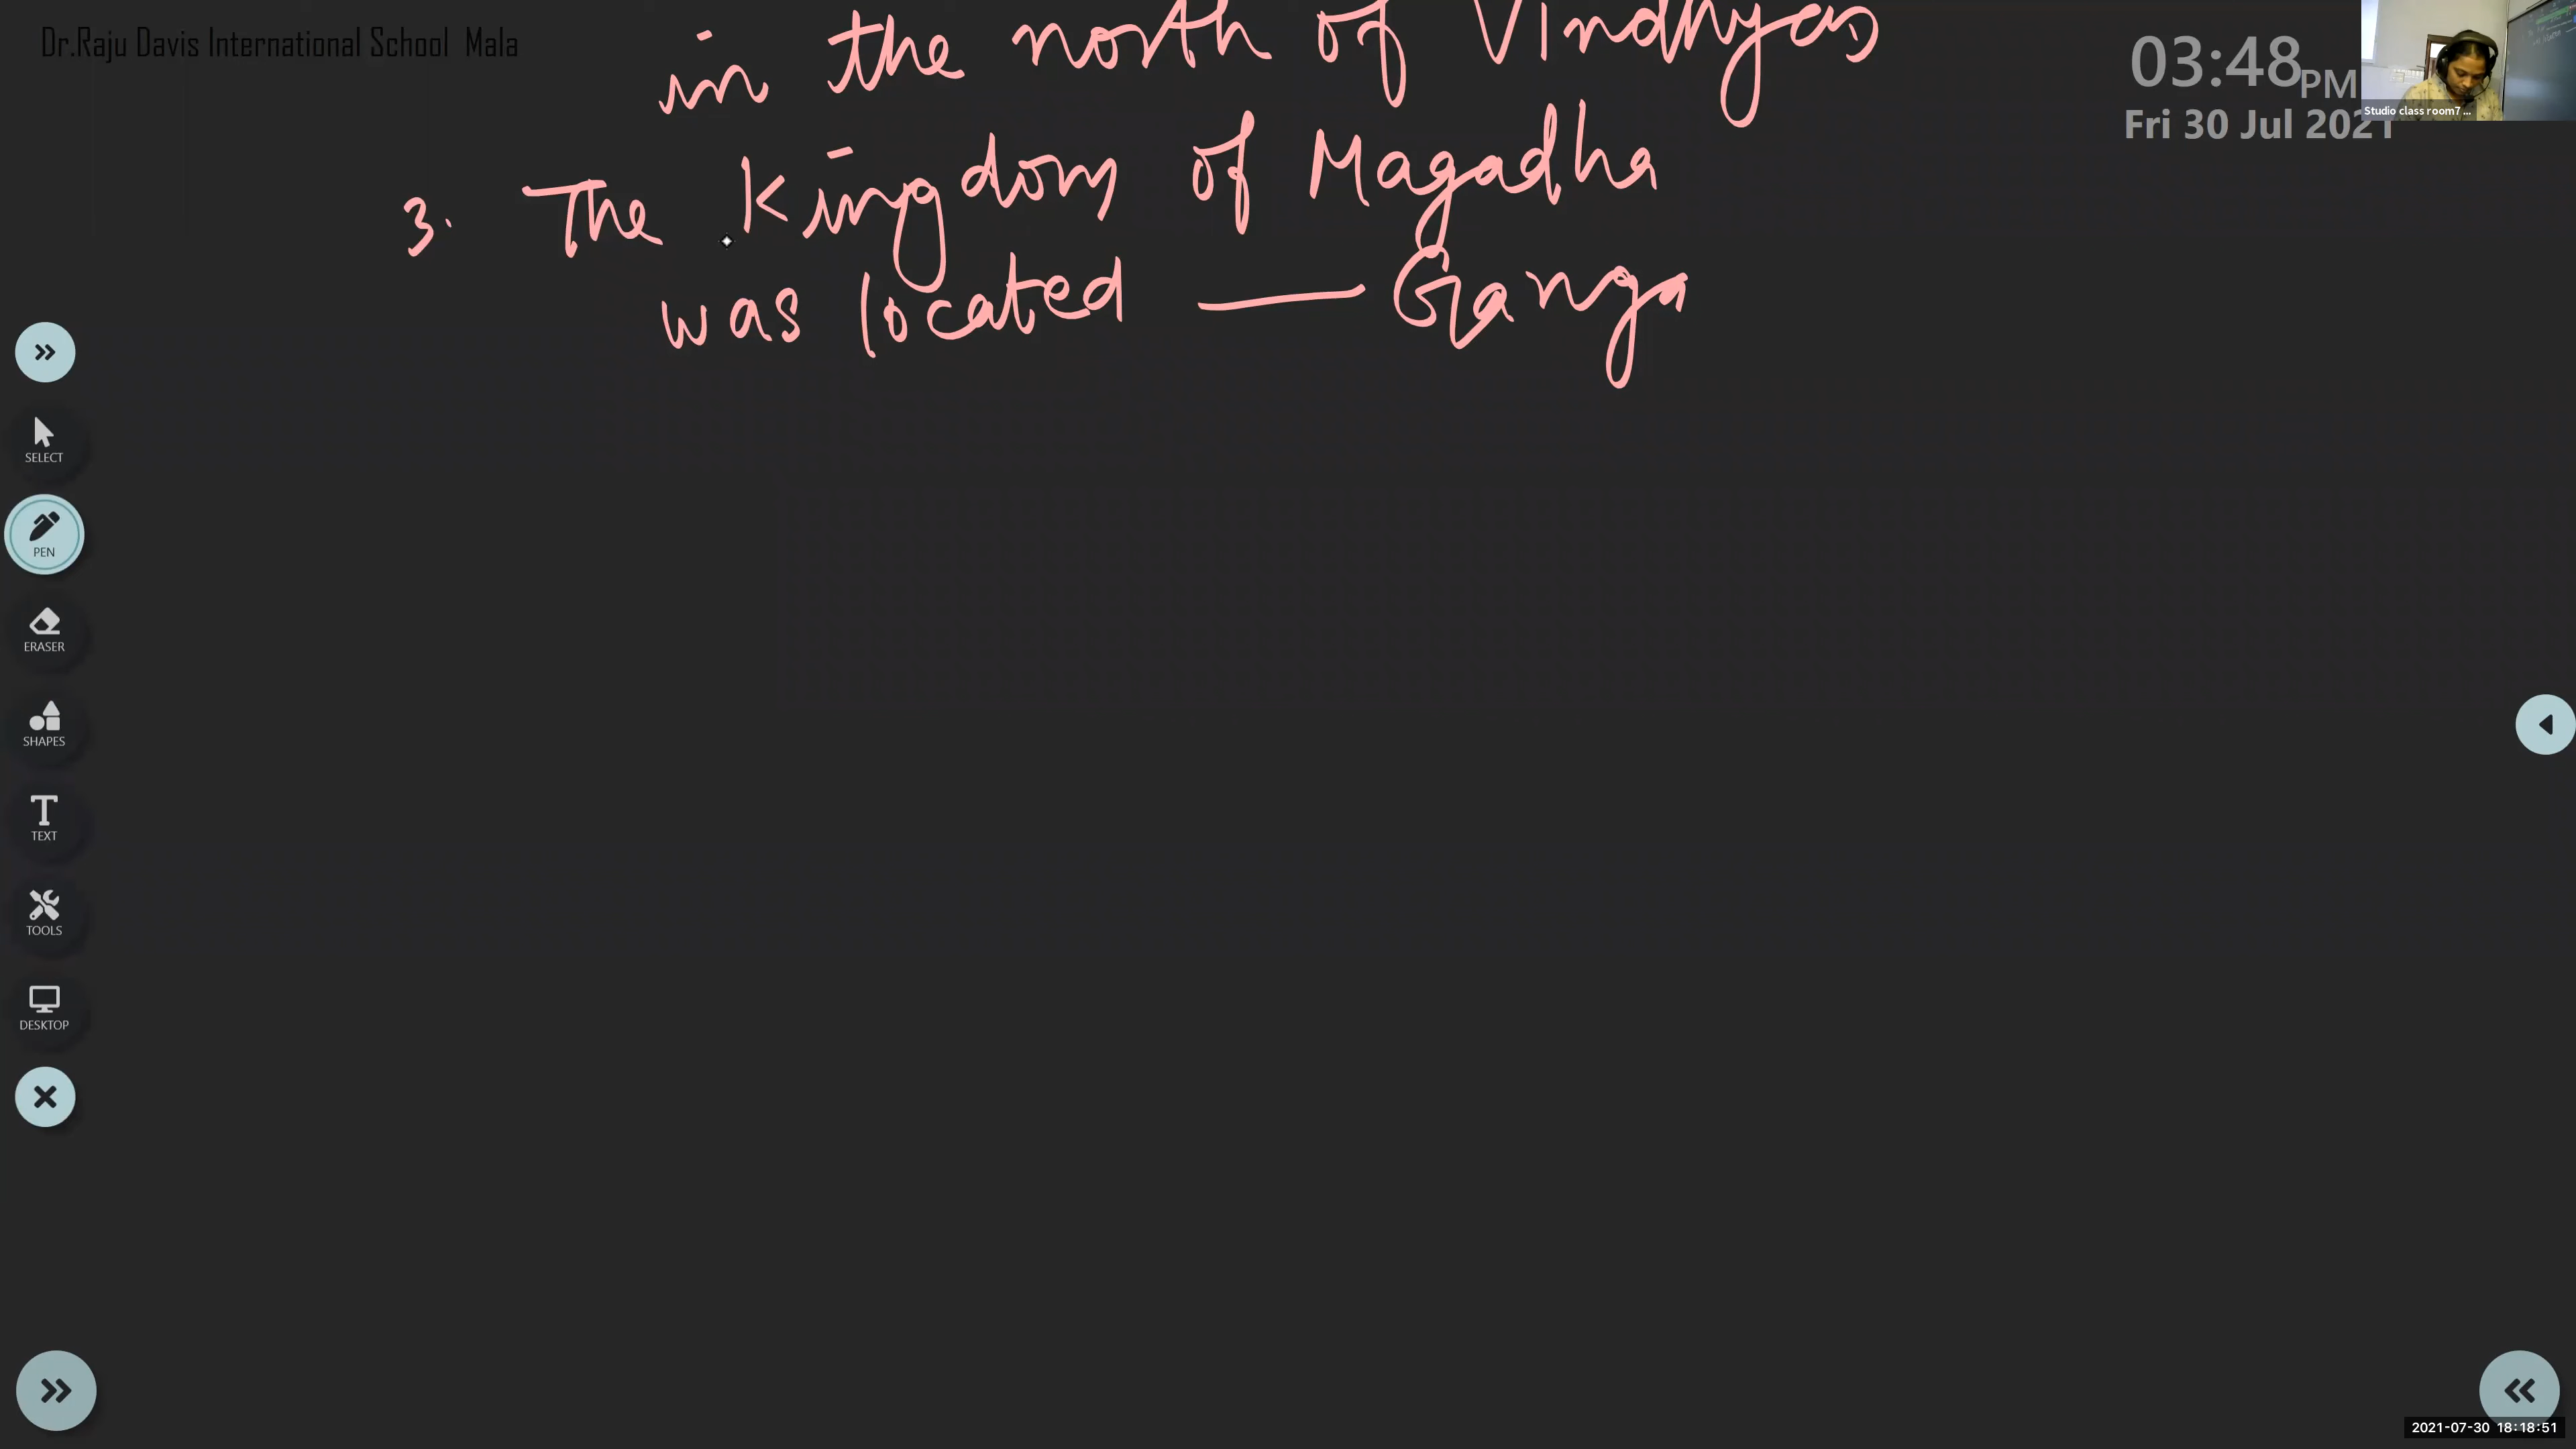 Dr.Raju Davis International School Mala
in the north of Vindhyas
03:48 PM
Fri 30 Jul 2021
Studio class room7 ...
3. The Kingdom of Magadha
was located — Ganga
SELECT
PEN
ERASER
SHAPES
TEXT
TOOLS
DESKTOP
2021-07-30 18:18:51